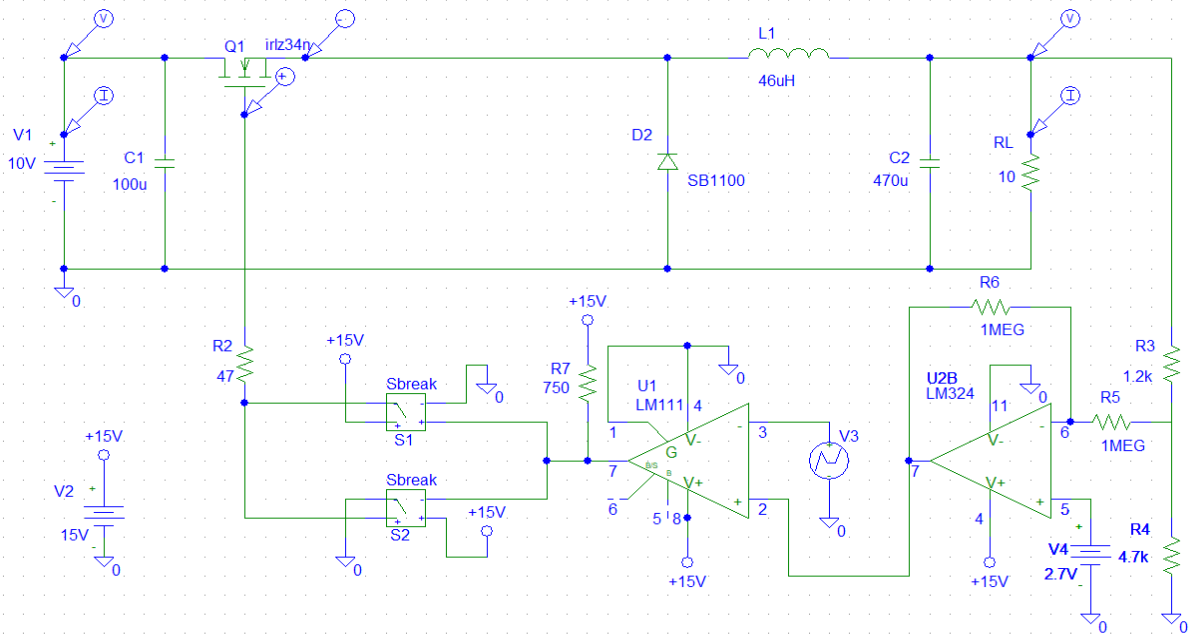 V
V
Q1 irlz34n
-
L1
46uH
+
I
I
V1
+
10V
-
C1
100u
D2
SB1100
C2
470u
RL
10
0
R6
1MEG
+15V
+15V
R2
47
R7
750
U1
LM111
4
0
U2B
LM324
0
R3
1.2k
Sbreak
0
- -
+ +
S1
1
V-
G
-
3
V3
11
V-
-
6
R5
1MEG
+15V
7
B/S
B
+
-
7
V2
+
15V
-
0
Sbreak
- -
+ +
S2
+15V
0
6
5
8
V+
+
2
0
V+
4
+
5
+
V4
2.7V
-
R4
4.7k
+15V
+15V
0
0